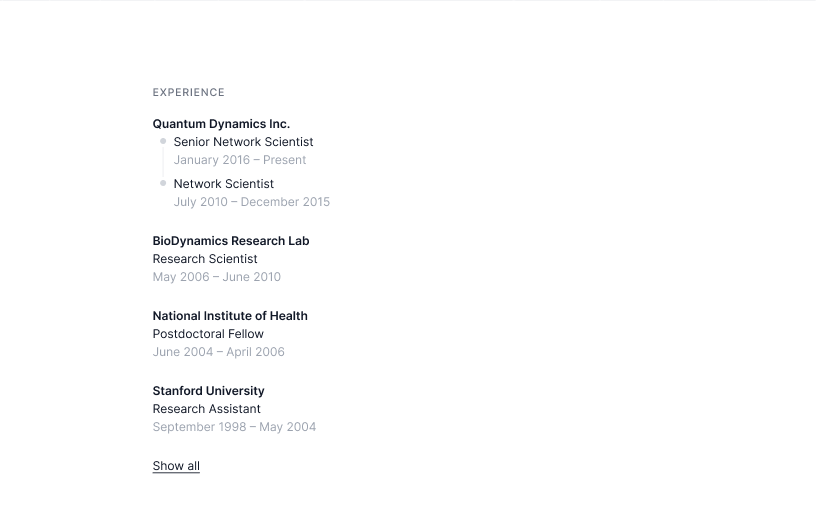 EXPERIENCE
Quantum Dynamics Inc.
Senior Network Scientist
January 2016 – Present
Network Scientist
July 2010 – December 2015
BioDynamics Research Lab
Research Scientist
May 2006 – June 2010
National Institute of Health
Postdoctoral Fellow
June 2004 – April 2006
Stanford University
Research Assistant
September 1998 – May 2004
Show all